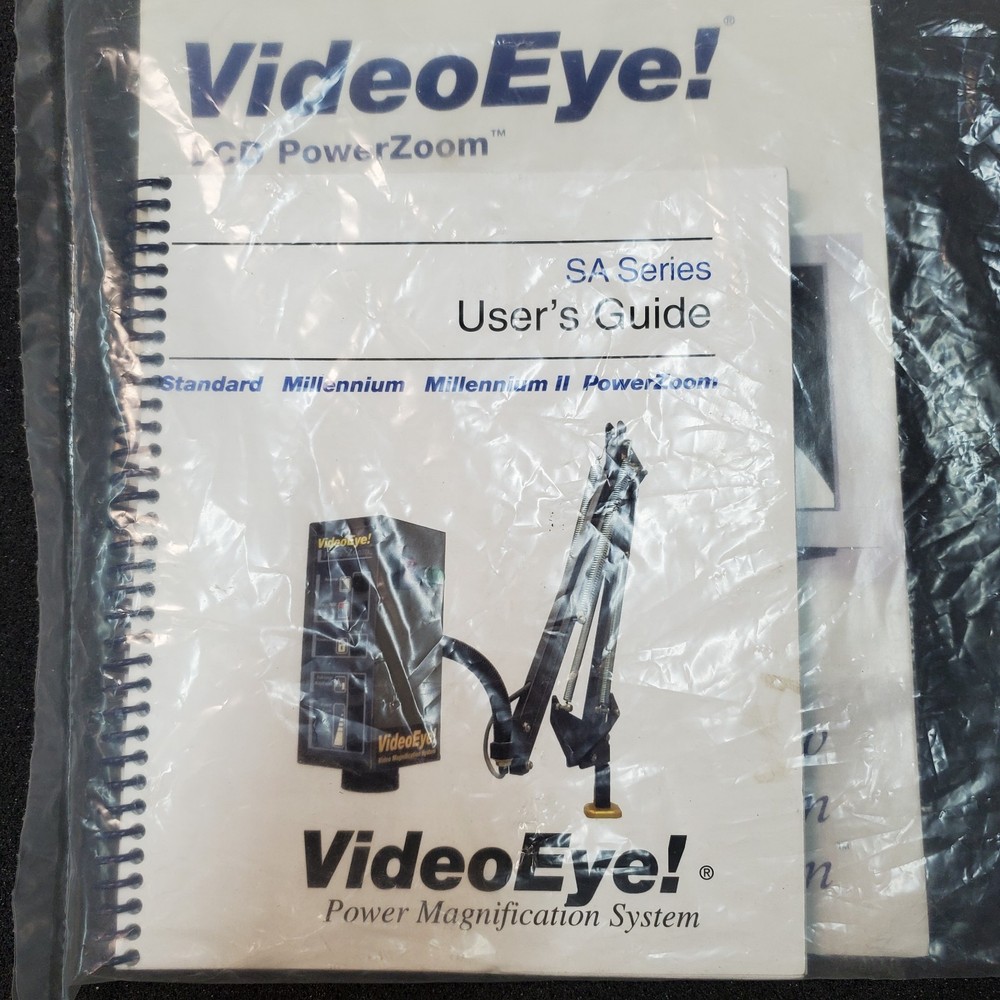 VideoEye!®
LCD PowerZoom™
SA Series
User's Guide
Standard Millennium Millennium II PowerZoom
VideoEye!
VideoEye!
VideoEye!®
Power Magnification System